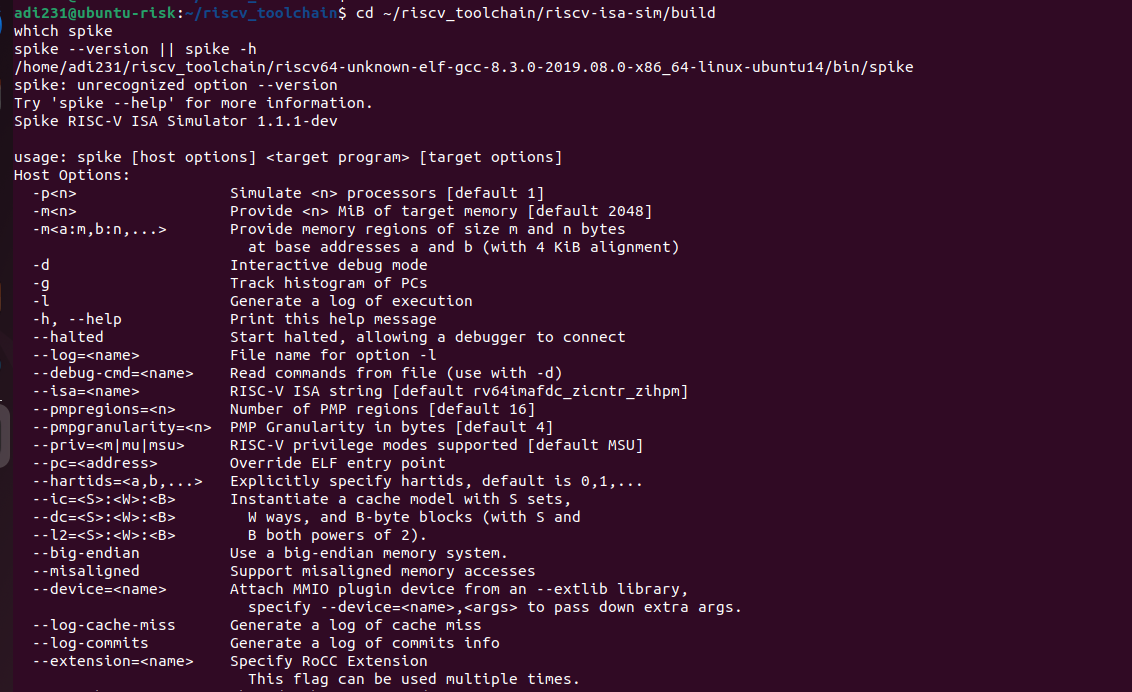 adi231@ubuntu-risk:~/riscv_toolchain$ cd ~/riscv_toolchain/riscv-isa-sim/build
which spike
spike --version || spike -h
/home/adi231/riscv_toolchain/riscv64-unknown-elf-gcc-8.3.0-2019.08.0-x86_64-linux-ubuntu14/bin/spike
spike: unrecognized option --version
Try 'spike --help' for more information.
Spike RISC-V ISA Simulator 1.1.1-dev

usage: spike [host options] <target program> [target options]
Host Options:
  -p<n>                 Simulate <n> processors [default 1]
  -m<n>                 Provide <n> MiB of target memory [default 2048]
  -m<a:m,b:n,...>       Provide memory regions of size m and n bytes
                          at base addresses a and b (with 4 KiB alignment)
  -d                    Interactive debug mode
  -g                    Track histogram of PCs
  -l                    Generate a log of execution
  -h, --help            Print this help message
  --halted              Start halted, allowing a debugger to connect
  --log=<name>          File name for option -l
  --debug-cmd=<name>    Read commands from file (use with -d)
  --isa=<name>          RISC-V ISA string [default rv64imafdc_zicntr_zihpm]
  --pmpregions=<n>      Number of PMP regions [default 16]
  --pmpgranularity=<n>  PMP Granularity in bytes [default 4]
  --priv=<m|mu|msu>     RISC-V privilege modes supported [default MSU]
  --pc=<address>        Override ELF entry point
  --hartids=<a,b,...>   Explicitly specify hartids, default is 0,1,...
  --ic=<S>:<W>:<B>      Instantiate a cache model with S sets,
  --dc=<S>:<W>:<B>        W ways, and B-byte blocks (with S and
  --l2=<S>:<W>:<B>        B both powers of 2).
  --big-endian          Use a big-endian memory system.
  --misaligned          Support misaligned memory accesses
  --device=<name>       Attach MMIO plugin device from an --extlib library,
                          specify --device=<name>,<args> to pass down extra args.
  --log-cache-miss      Generate a log of cache miss
  --log-commits         Generate a log of commits info
  --extension=<name>    Specify RoCC Extension
                          This flag can be used multiple times.